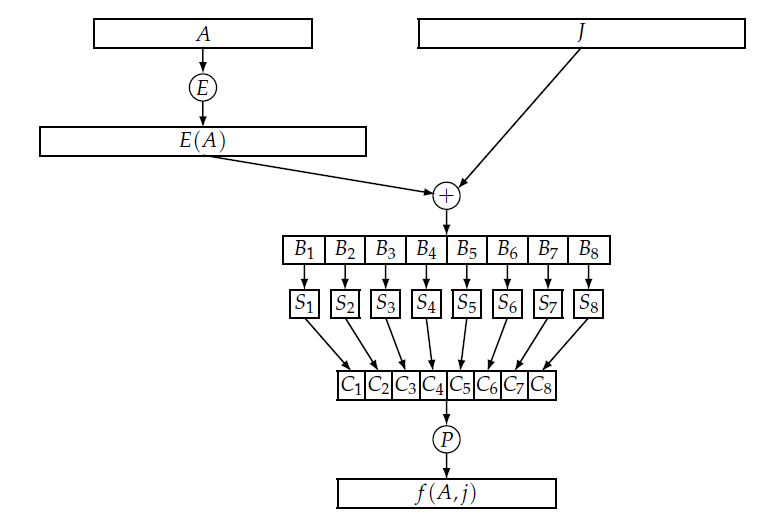 A J
E
E(A)
+
B1 B2 B3 B4 B5 B6 B7 B8
S1 S2 S3 S4 S5 S6 S7 S8
C1 C2 C3 C4 C5 C6 C7 C8
P
f(A, j)